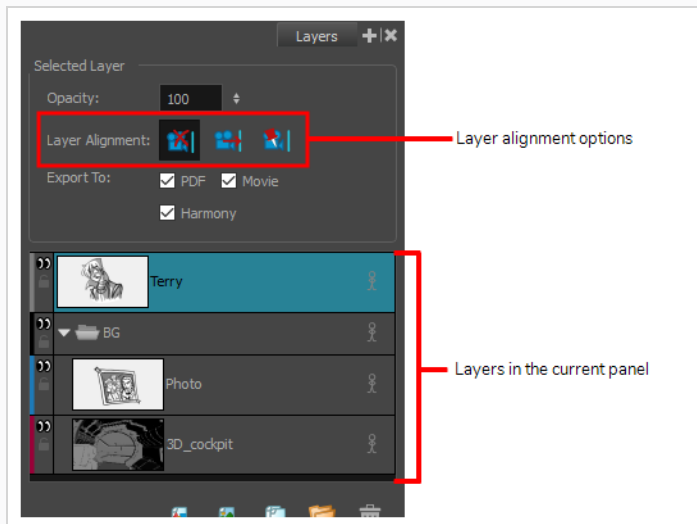 Layers
Selected Layer
Opacity: 100
Layer Alignment:
Layer alignment options
Export To: PDF Movie
Harmony
Terry
BG
Layers in the current panel
Photo
3D_cockpit